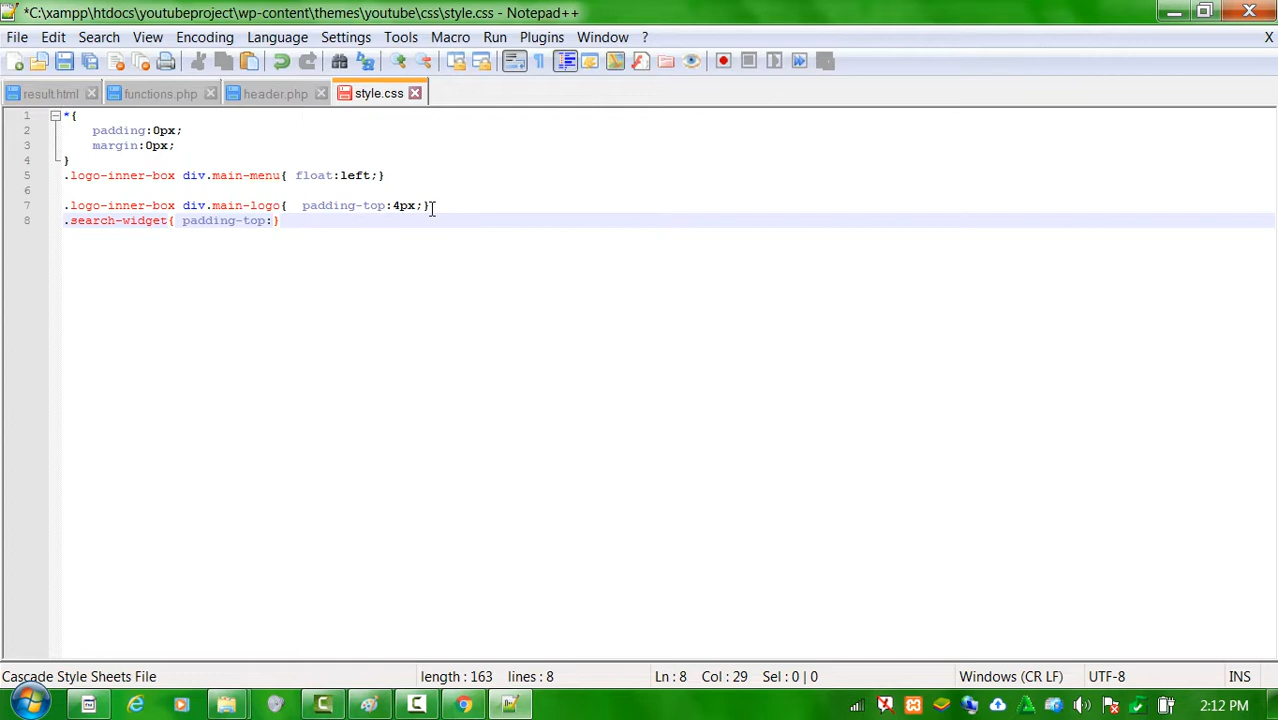 *C:\xampp\htdocs\youtubeproject\wp-content\themes\youtube\css\style.css - Notepad++
File Edit Search View Encoding Language Settings Tools Macro Run Plugins Window ? X
result.html functions.php header.php style.css
1 *{
2 padding:0px;
3 margin:0px;
4 }
5 .logo-inner-box div.main-menu{ float:left;}
6
7 .logo-inner-box div.main-logo{ padding-top:4px;}
8 .search-widget{ padding-top:}
Cascade Style Sheets File length : 163 lines : 8 Ln : 8 Col : 29 Sel : 0 | 0 Windows (CR LF) UTF-8 INS
2:12 PM